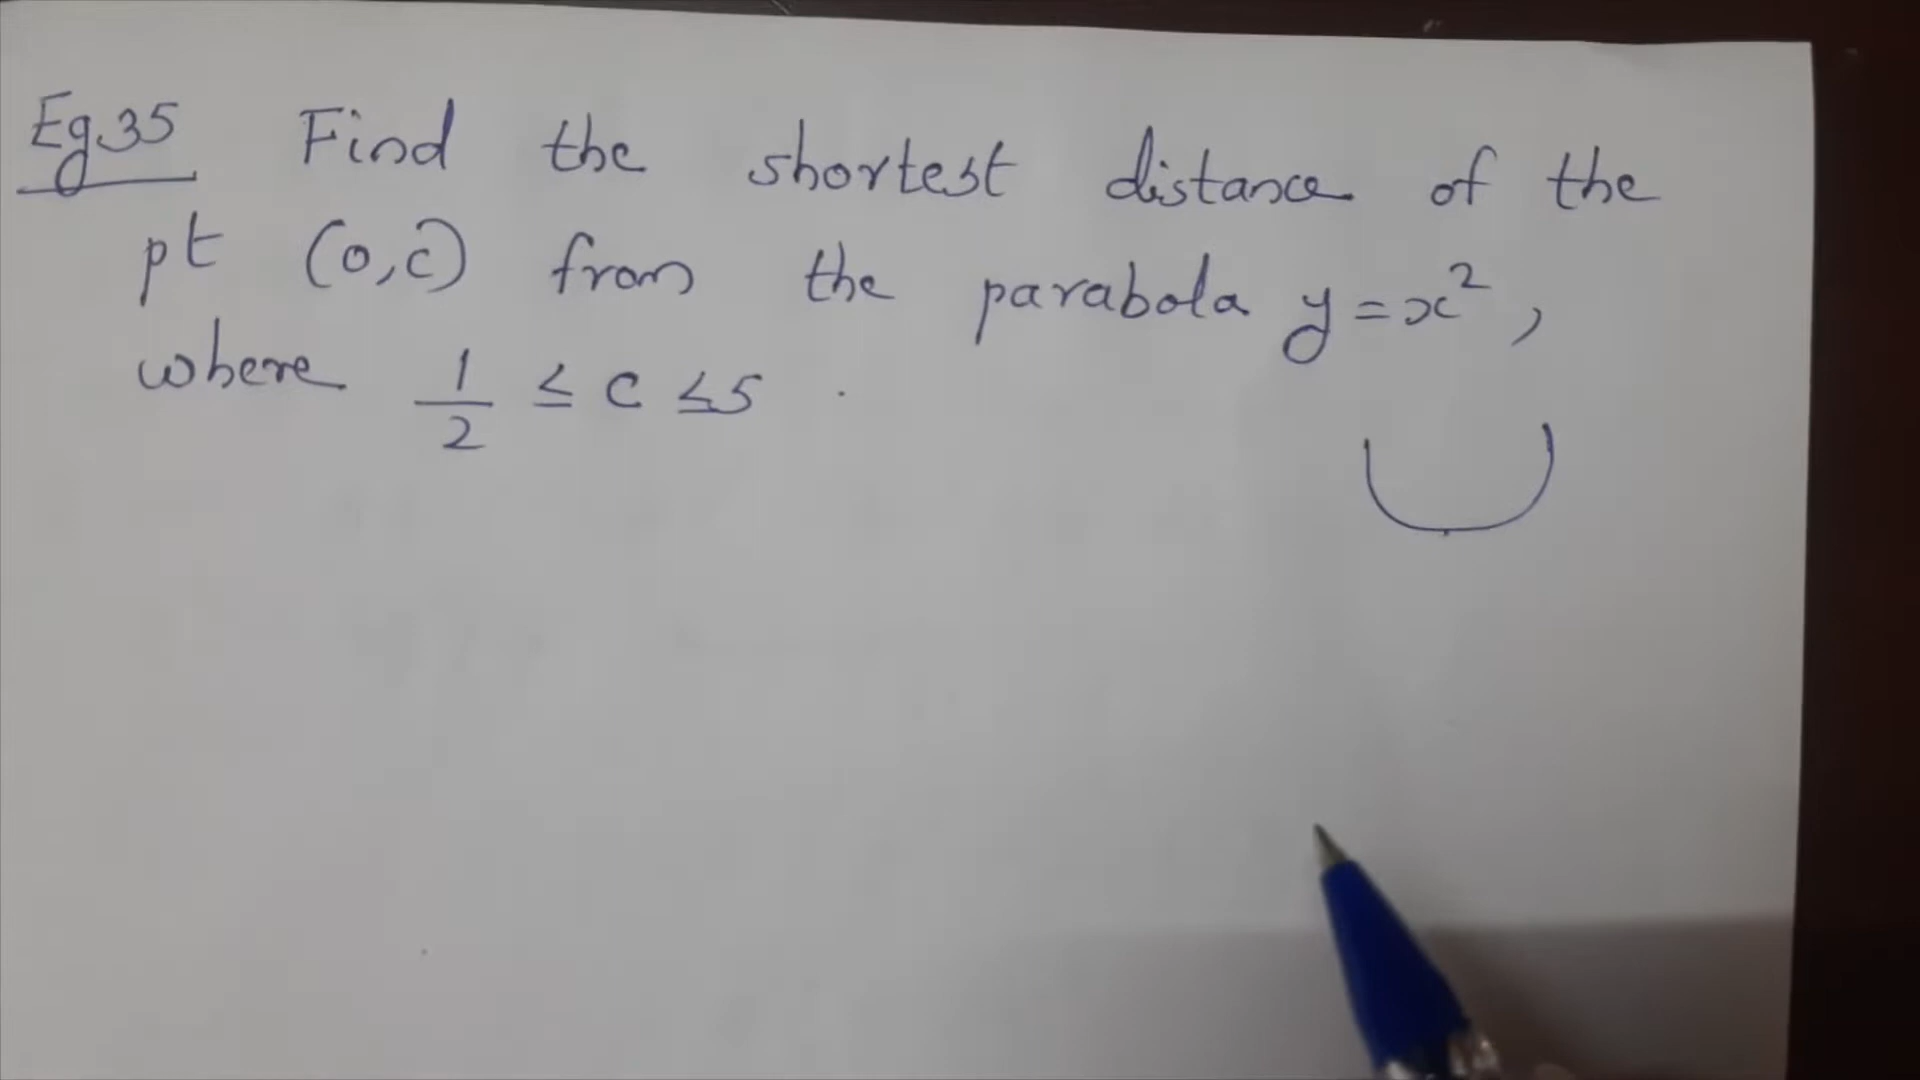 Eg.35 Find the shortest distance of the
pt (0,c) from the parabola y=x²,
where 1/2 ≤ c ≤5 .